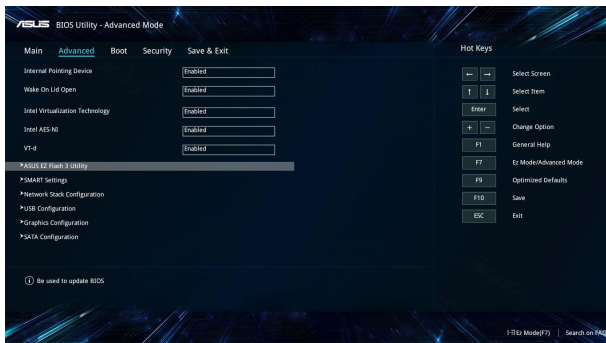 ASUS BIOS Utility - Advanced Mode
Main Advanced Boot Security Save & Exit
Hot Keys
Internal Pointing Device Enabled
Wake On Lid Open Enabled
Intel Virtualization Technology Enabled
Intel AES-NI Enabled
VT-d Enabled
>ASUS EZ Flash 3 Utility
>SMART Settings
>Network Stack Configuration
>USB Configuration
>Graphics Configuration
>SATA Configuration
← → Select Screen
↑ ↓ Select Item
Enter Select
+ − Change Option
F1 General Help
F7 Ez Mode/Advanced Mode
F9 Optimized Defaults
F10 Save
ESC Exit
i Be used to update BIOS
Ez Mode(F7) | Search on FAQ